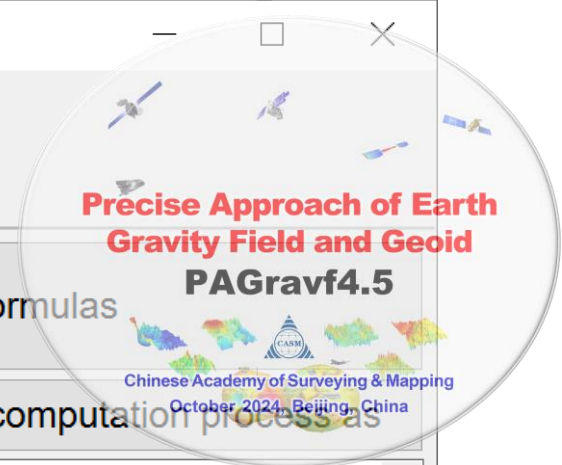 Precise Approach of Earth
Gravity Field and Geoid
PAGravf4.5
ormulas
CASM
Chinese Academy of Surveying & Mapping
October 2024, Beijing, China
computation process as